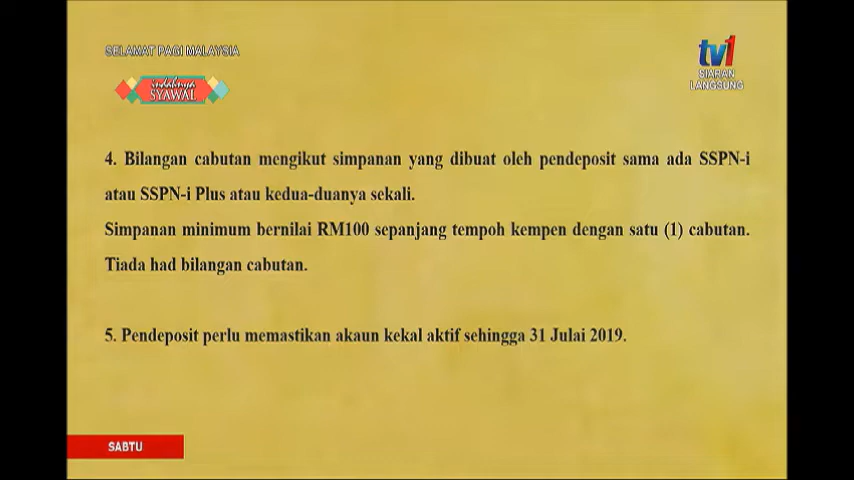 SELAMAT PAGI MALAYSIA
indahnya
SYAWAL
tv1
SIARAN
LANGSUNG
4. Bilangan cabutan mengikut simpanan yang dibuat oleh pendeposit sama ada SSPN-i
atau SSPN-i Plus atau kedua-duanya sekali.
Simpanan minimum bernilai RM100 sepanjang tempoh kempen dengan satu (1) cabutan.
Tiada had bilangan cabutan.
5. Pendeposit perlu memastikan akaun kekal aktif sehingga 31 Julai 2019.
SABTU